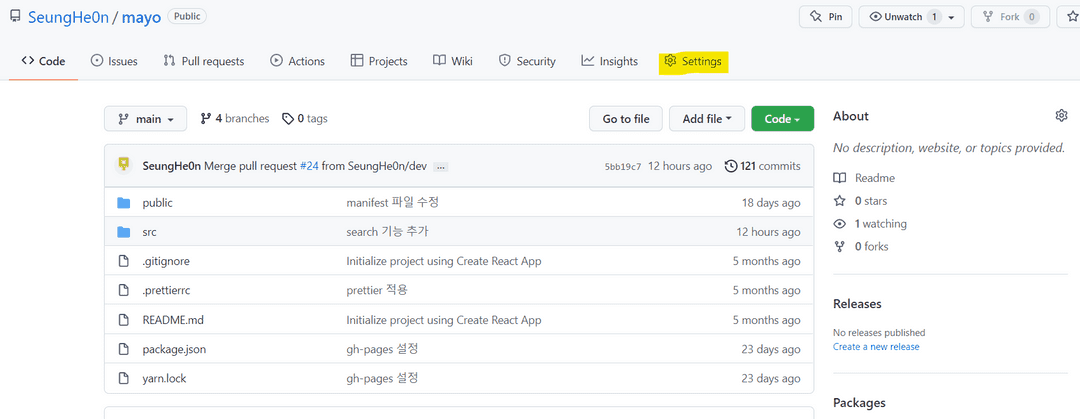 SeungHe0n / mayo Public
Pin
Unwatch 1
Fork 0
Code
Issues
Pull requests
Actions
Projects
Wiki
Security
Insights
Settings
main
4 branches
0 tags
Go to file
Add file
Code
SeungHe0n Merge pull request #24 from SeungHe0n/dev ... 5bb19c7 12 hours ago 121 commits
public manifest 파일 수정 18 days ago
src search 기능 추가 12 hours ago
.gitignore Initialize project using Create React App 5 months ago
.prettierrc prettier 적용 5 months ago
README.md Initialize project using Create React App 5 months ago
package.json gh-pages 설정 23 days ago
yarn.lock gh-pages 설정 23 days ago
About
No description, website, or topics provided.
Readme
0 stars
1 watching
0 forks
Releases
No releases published
Create a new release
Packages